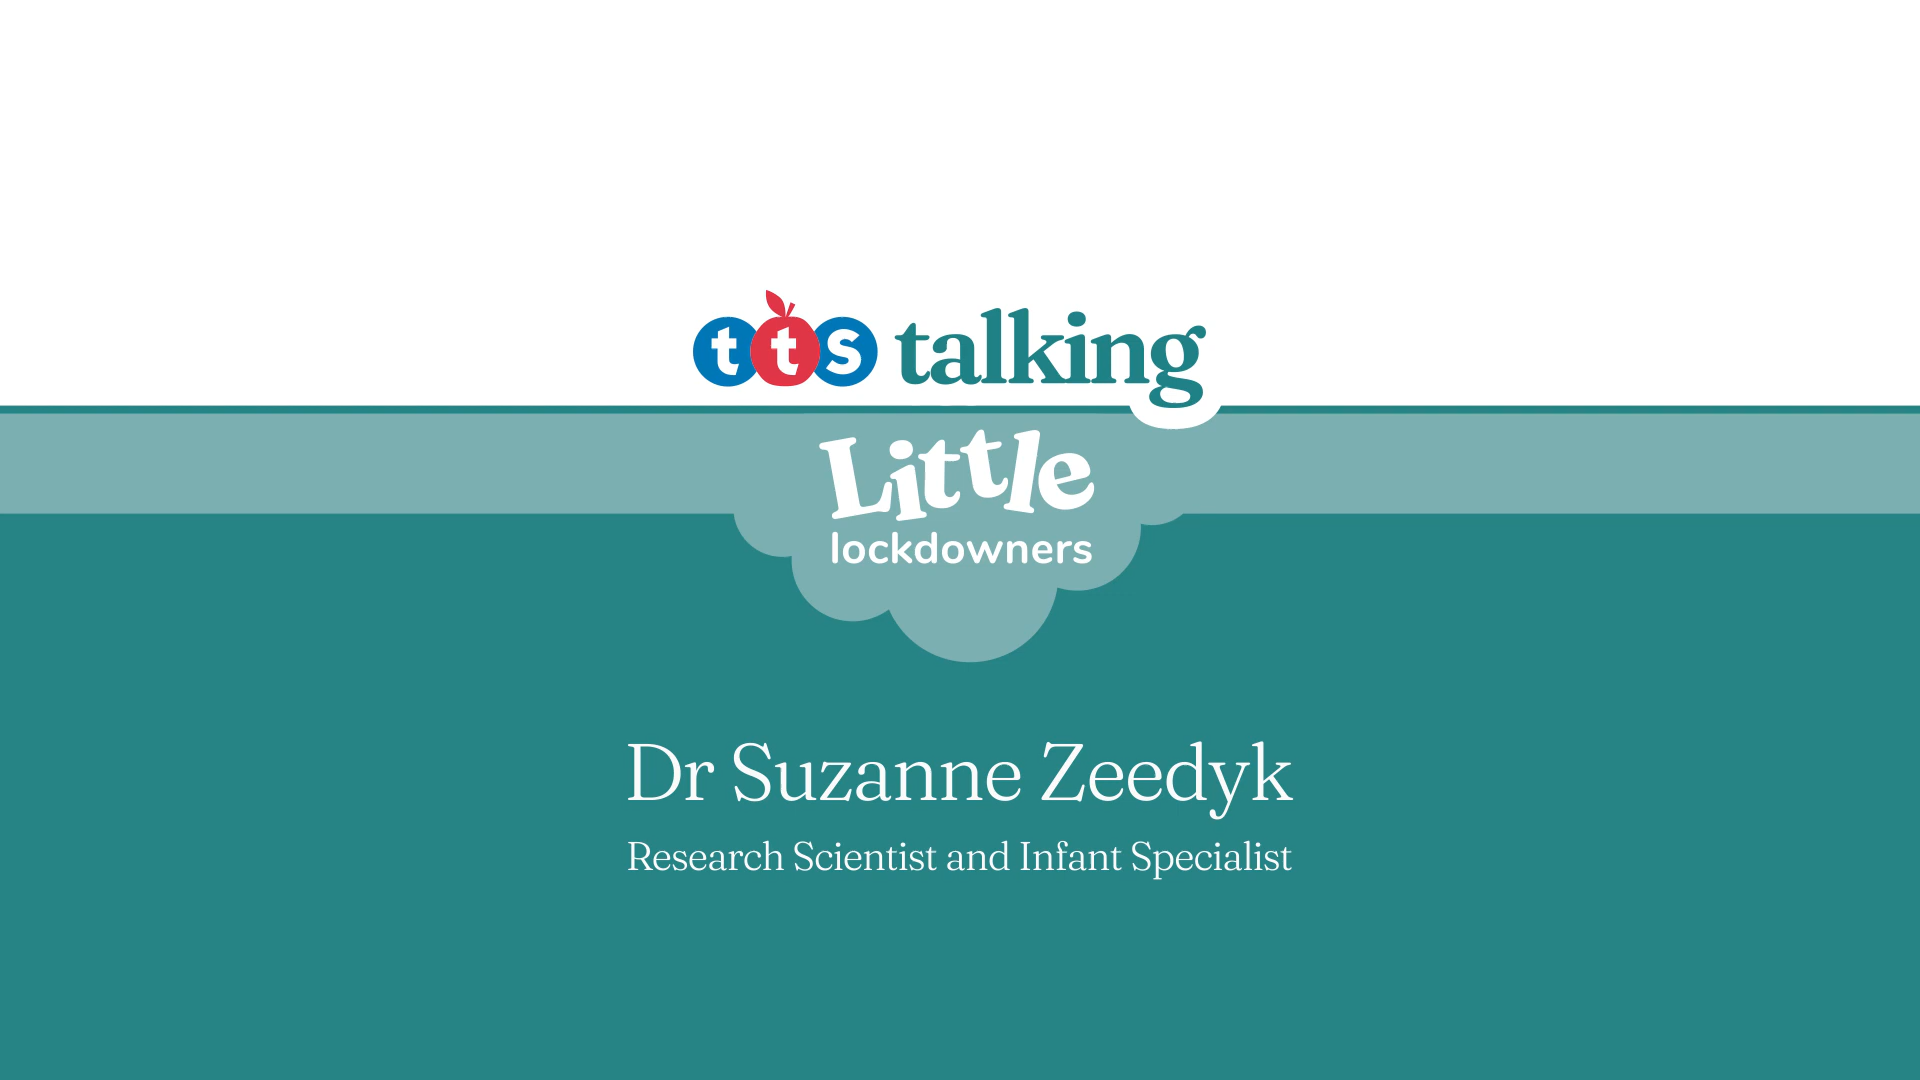 tts talking
Little
lockdowners
Dr Suzanne Zeedyk
Research Scientist and Infant Specialist